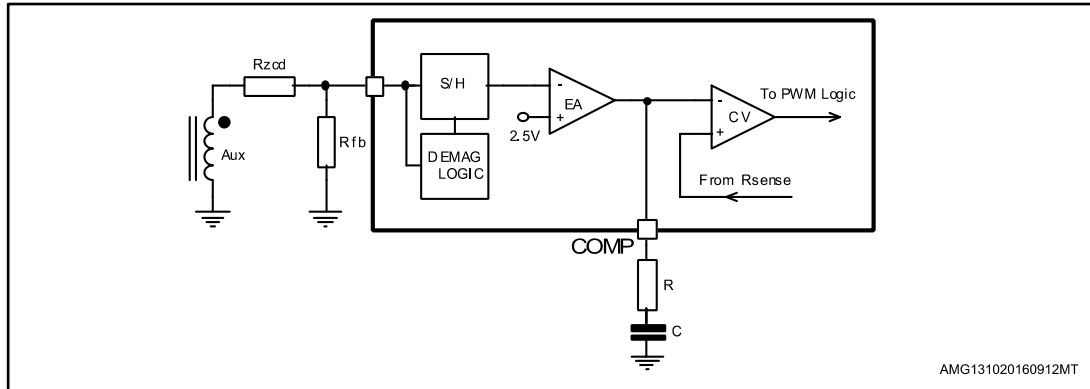 Rzcd
Aux
Rfb
S/H
DEMAG
LOGIC
-
EA
+
2.5V
-
CV
+
To PWM Logic
From Rsense
COMP
R
C
AMG131020160912MT